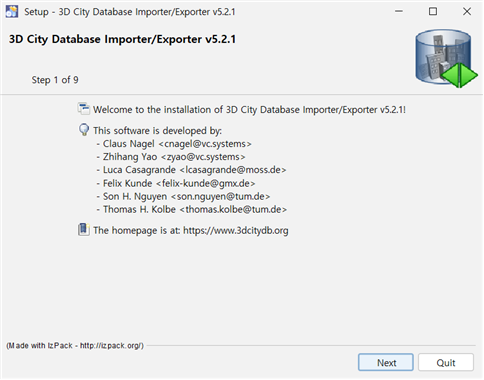 Setup - 3D City Database Importer/Exporter v5.2.1
3D City Database Importer/Exporter v5.2.1
Step 1 of 9
Welcome to the installation of 3D City Database Importer/Exporter v5.2.1!
This software is developed by:
- Claus Nagel <cnagel@vc.systems>
- Zhihang Yao <zyao@vc.systems>
- Luca Casagrande <lcasagrande@moss.de>
- Felix Kunde <felix-kunde@gmx.de>
- Son H. Nguyen <son.nguyen@tum.de>
- Thomas H. Kolbe <thomas.kolbe@tum.de>
The homepage is at: https://www.3dcitydb.org
(Made with IzPack - http://izpack.org/)
Next
Quit